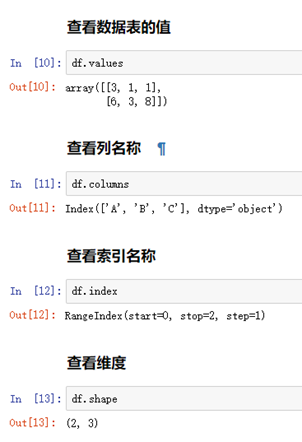 查看数据表的值
In [10]: df.values
Out[10]: array([[3, 1, 1],
[6, 3, 8]])
查看列名称 ¶
In [11]: df.columns
Out[11]: Index(['A', 'B', 'C'], dtype='object')
查看索引名称
In [12]: df.index
Out[12]: RangeIndex(start=0, stop=2, step=1)
查看维度
In [13]: df.shape
Out[13]: (2, 3)